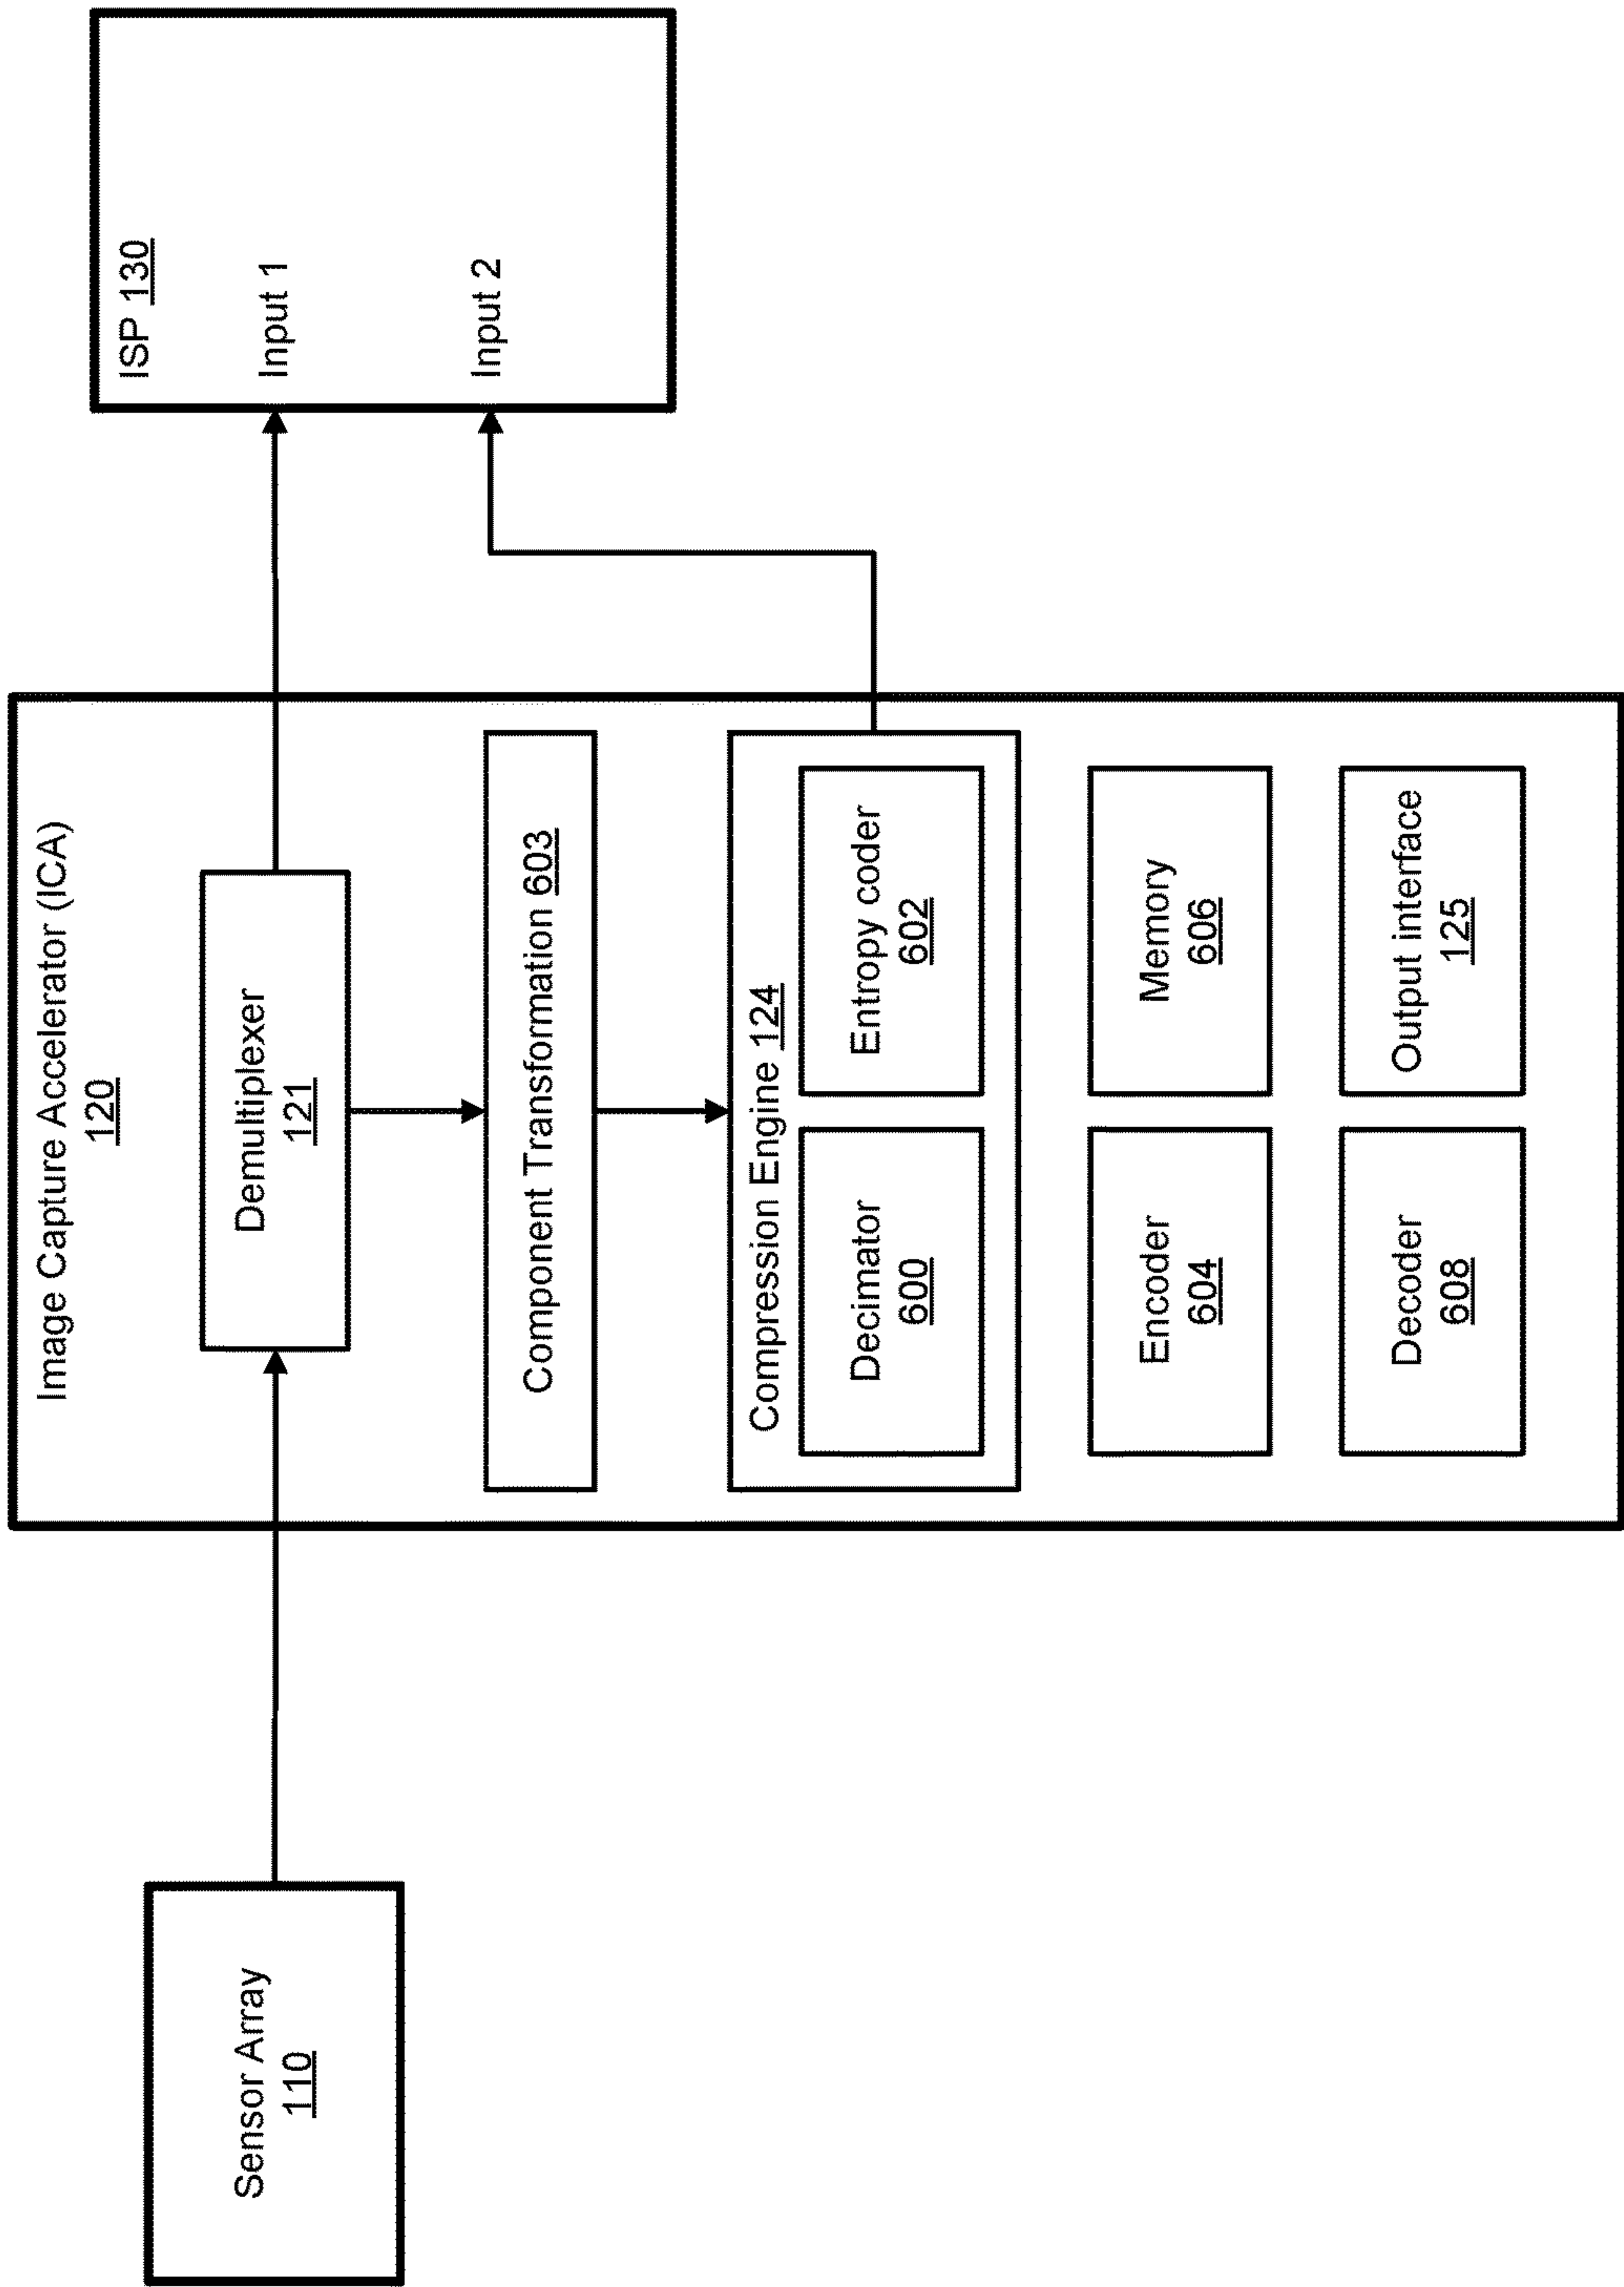 Sensor Array
110
Image Capture Accelerator (ICA)
120
Demultiplexer
121
Component Transformation 603
Compression Engine 124
Decimator
600
Entropy coder
602
Encoder
604
Memory
606
Decoder
608
Output interface
125
ISP 130
Input 1
Input 2